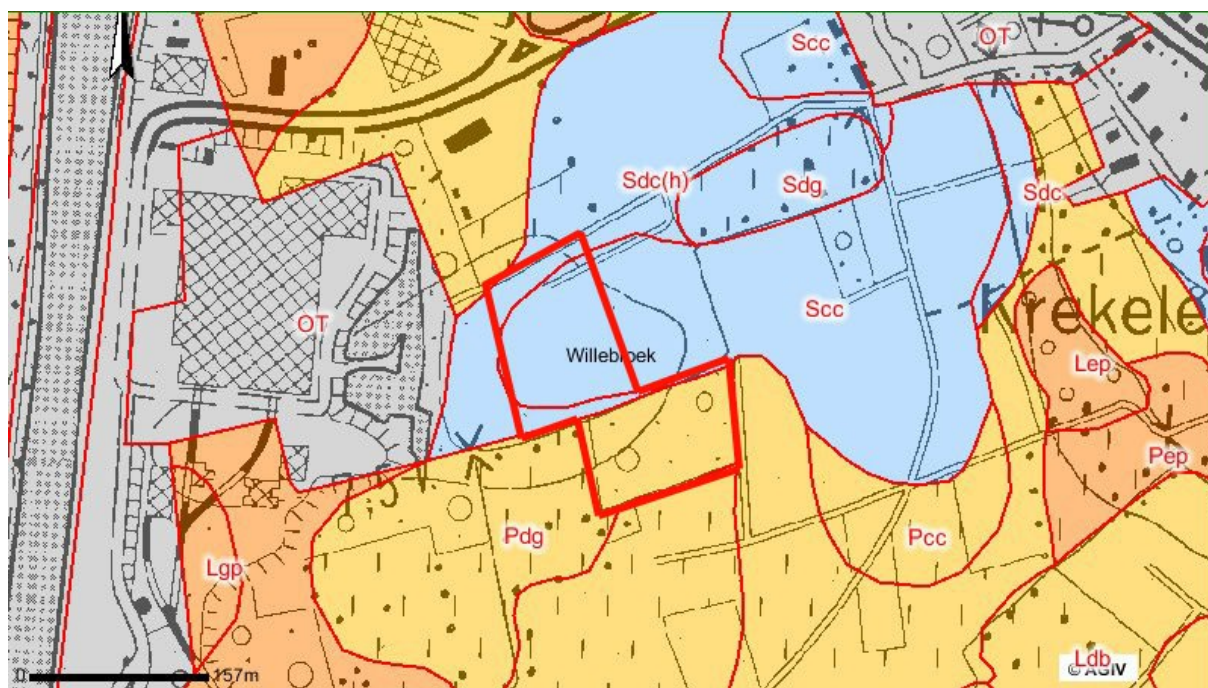 Scc
OT
Sdc(h)
Sdg
Sdc
OT
Scc
Krekele
Willebroek
Lep
Pep
Pdg
Pcc
Lgp
Ldb
0
157m
© AGIV